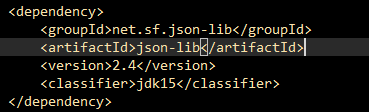 <dependency>
<groupId>net.sf.json-lib</groupId>
<artifactId>json-lib</artifactId>
<version>2.4</version>
<classifier>jdk15</classifier>
</dependency>